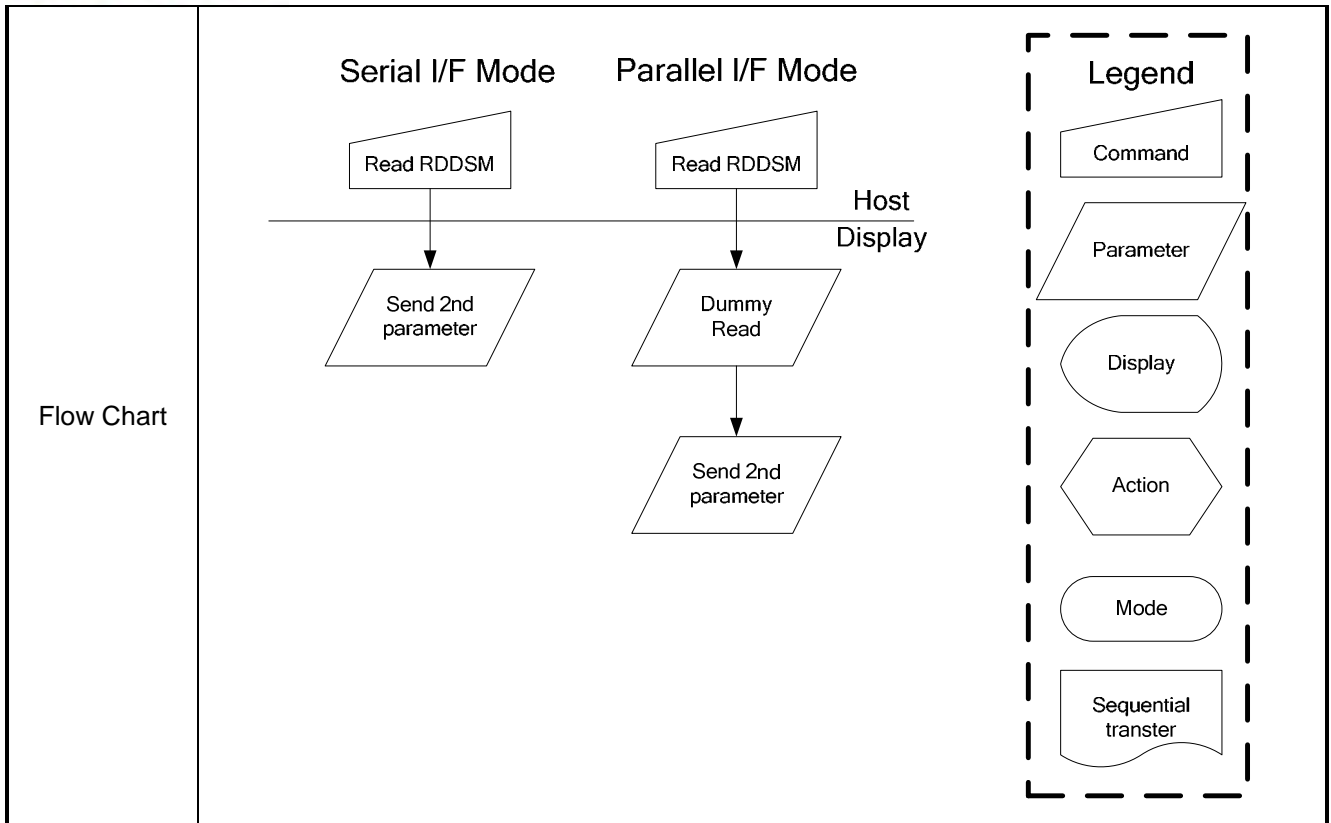 Flow Chart
Serial I/F Mode
Read RDDSM
Send 2nd
parameter
Parallel I/F Mode
Read RDDSM
Host
Display
Dummy
Read
Send 2nd
parameter
Legend
Command
Parameter
Display
Action
Mode
Sequential
transter